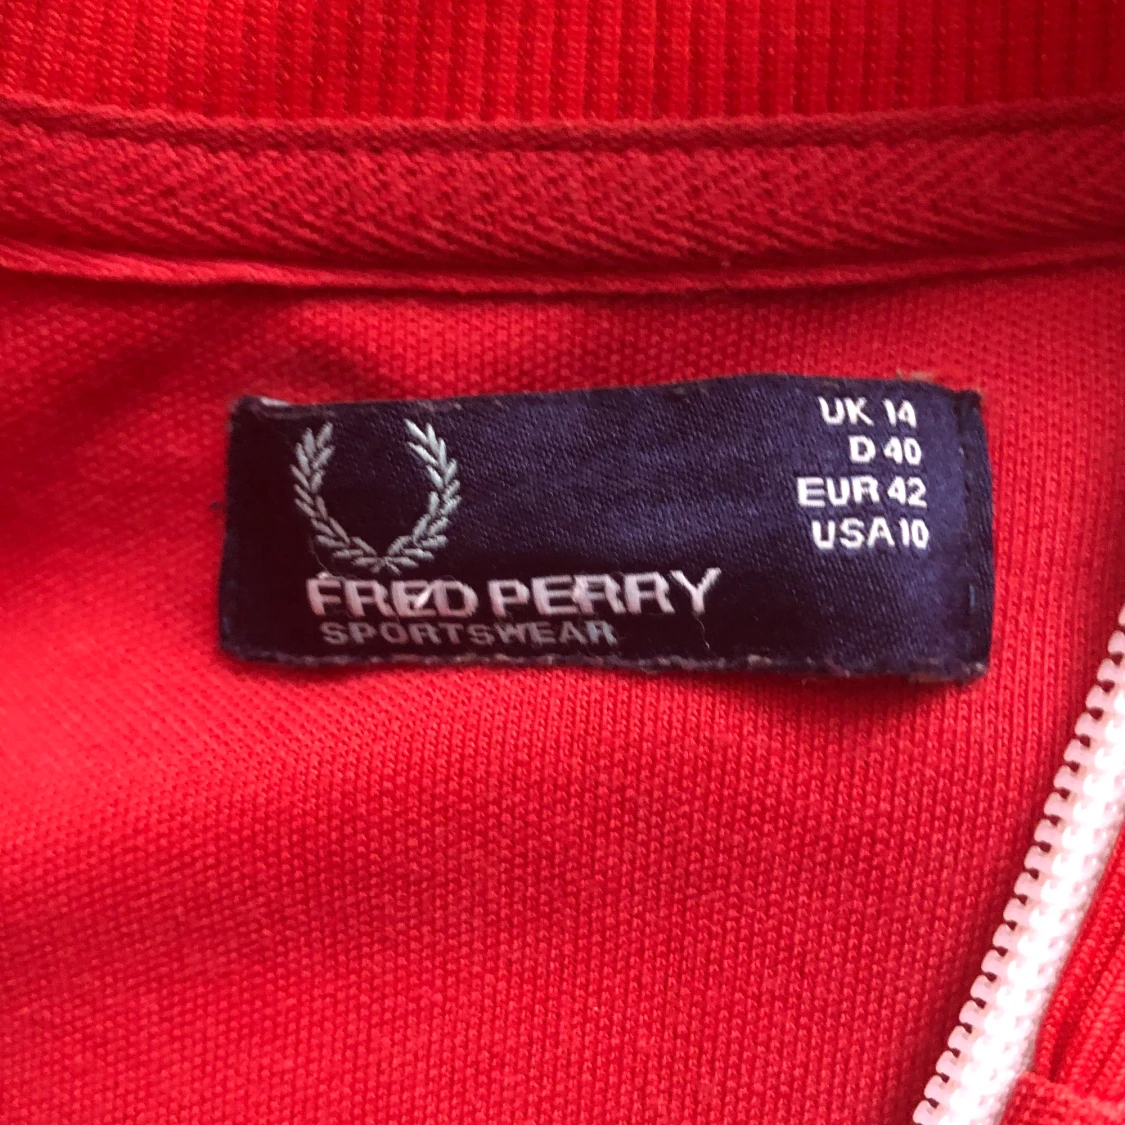 UK 14
D 40
EUR 42
USA 10
FRED PERRY
SPORTSWEAR